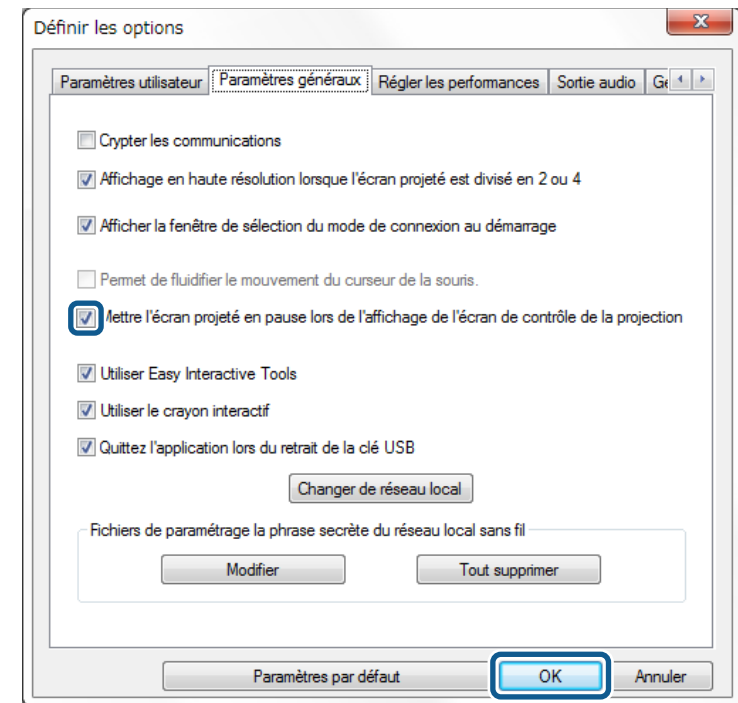 Définir les options
Paramètres utilisateur Paramètres généraux Régler les performances Sortie audio
Crypter les communications
Affichage en haute résolution lorsque l'écran projeté est divisé en 2 ou 4
Afficher la fenêtre de sélection du mode de connexion au démarrage
Permet de fluidifier le mouvement du curseur de la souris.
Mettre l'écran projeté en pause lors de l'affichage de l'écran de contrôle de la projection
Utiliser Easy Interactive Tools
Utiliser le crayon interactif
Quittez l'application lors du retrait de la clé USB
Changer de réseau local
Fichiers de paramétrage la phrase secrète du réseau local sans fil
Modifier Tout supprimer
Paramètres par défaut OK Annuler